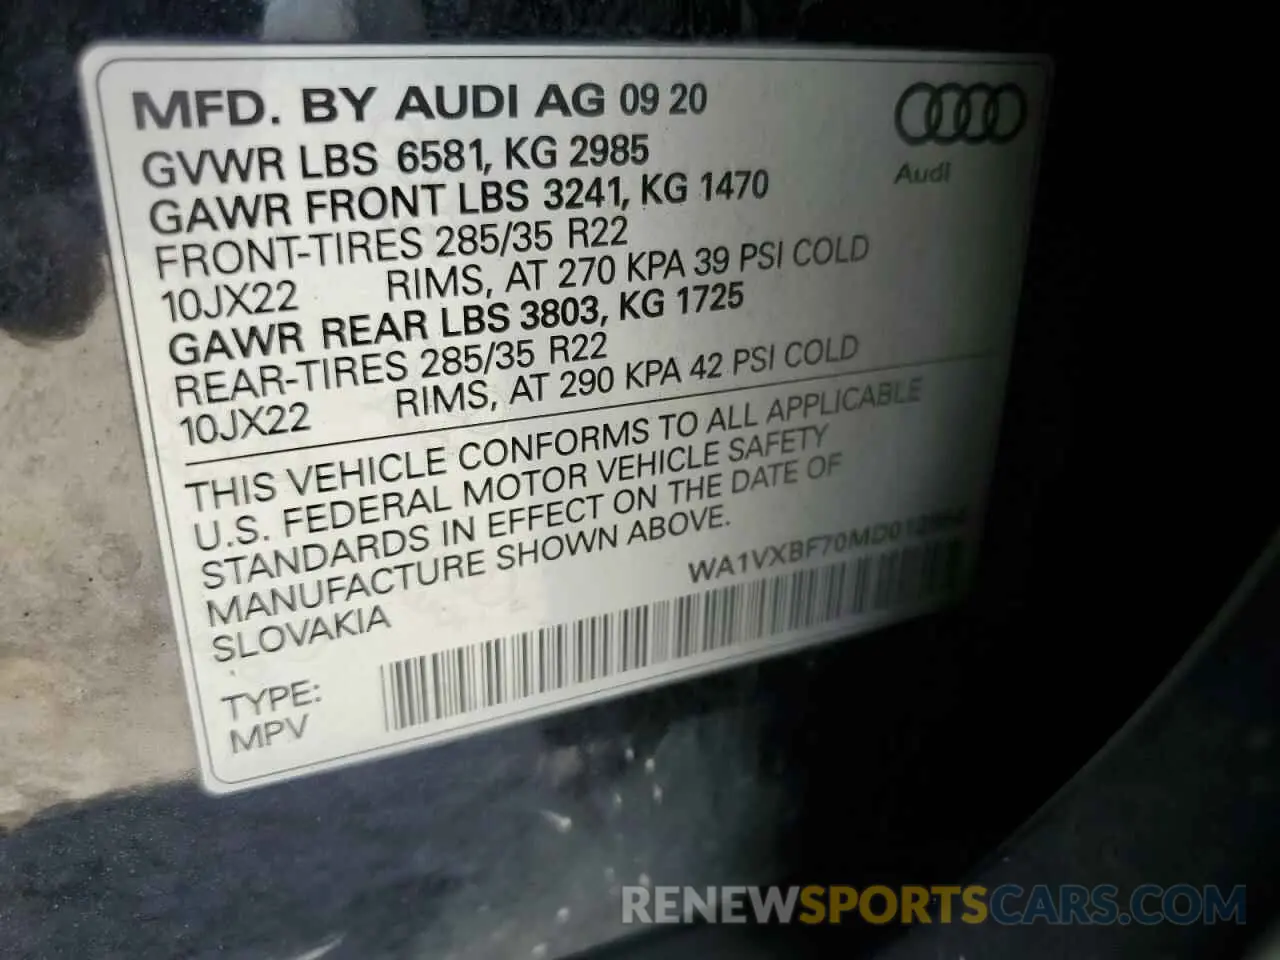 MFD. BY AUDI AG 09 20
GVWR LBS 6581, KG 2985
GAWR FRONT LBS 3241, KG 1470
FRONT-TIRES 285/35 R22
10JX22 RIMS, AT 270 KPA 39 PSI COLD
GAWR REAR LBS 3803, KG 1725
REAR-TIRES 285/35 R22
10JX22 RIMS, AT 290 KPA 42 PSI COLD
Audi
THIS VEHICLE CONFORMS TO ALL APPLICABLE
U.S. FEDERAL MOTOR VEHICLE SAFETY
STANDARDS IN EFFECT ON THE DATE OF
MANUFACTURE SHOWN ABOVE.
SLOVAKIA
TYPE:
MPV
RENEWSPORTSCARS.COM